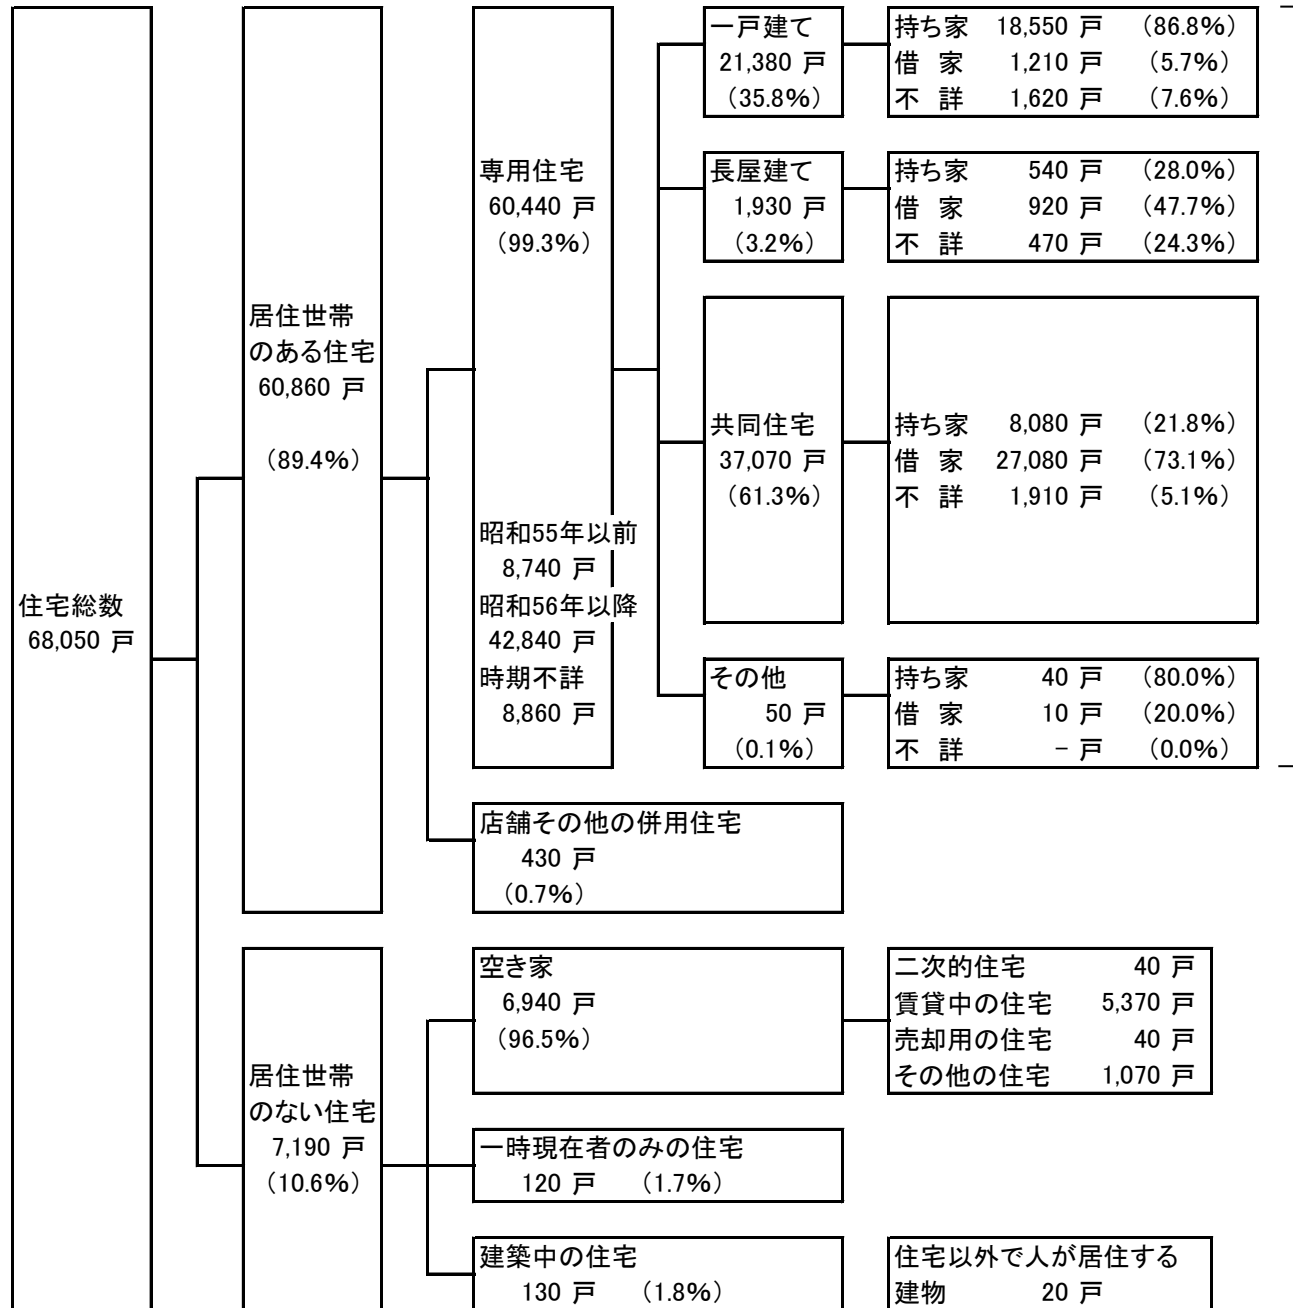 住宅総数
68,050 戸
居住世帯
のある住宅
60,860 戸
（89.4%）
専用住宅
60,440 戸
（99.3%）
昭和55年以前
8,740 戸
昭和56年以降
42,840 戸
時期不詳
8,860 戸
一戸建て
21,380 戸
（35.8%）
持ち家 18,550 戸 （86.8%）
借 家 1,210 戸 （5.7%）
不 詳 1,620 戸 （7.6%）
長屋建て
1,930 戸
（3.2%）
持ち家 540 戸 （28.0%）
借 家 920 戸 （47.7%）
不 詳 470 戸 （24.3%）
共同住宅
37,070 戸
（61.3%）
持ち家 8,080 戸 （21.8%）
借 家 27,080 戸 （73.1%）
不 詳 1,910 戸 （5.1%）
その他
50 戸
（0.1%）
持ち家 40 戸 （80.0%）
借 家 10 戸 （20.0%）
不 詳 － 戸 （0.0%）
店舗その他の併用住宅
430 戸
（0.7%）
居住世帯
のない住宅
7,190 戸
（10.6%）
空き家
6,940 戸
（96.5%）
二次的住宅 40 戸
賃貸中の住宅 5,370 戸
売却用の住宅 40 戸
その他の住宅 1,070 戸
一時現在者のみの住宅
120 戸 （1.7%）
建築中の住宅
130 戸 （1.8%）
住宅以外で人が居住する
建物 20 戸